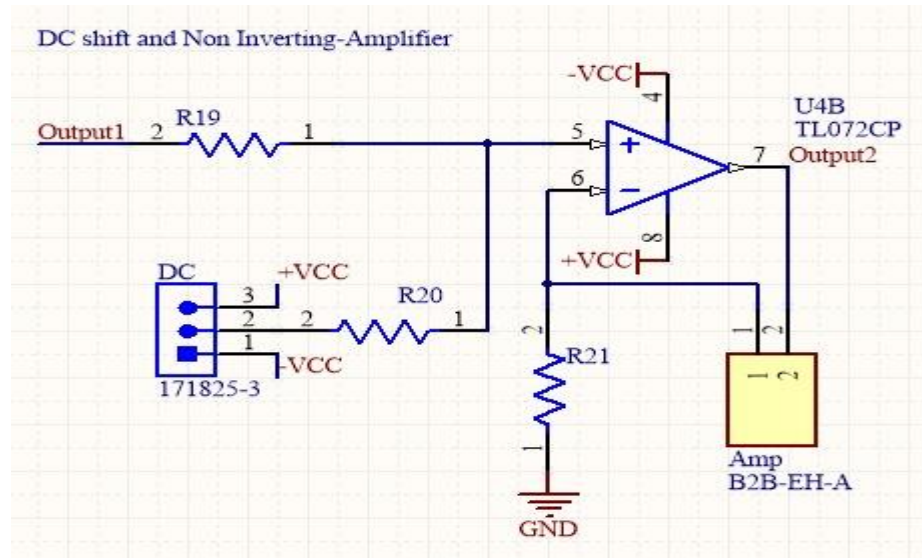 DC shift and Non Inverting-Amplifier
-VCC
4
U4B
TL072CP
R19
Output1 2 1
5
+
7
Output2
6
−
8
+VCC
DC
+VCC
3
R20
2 2 1
1
-VCC
171825-3
2
R21
1
GND
1 2
1 2
Amp
B2B-EH-A